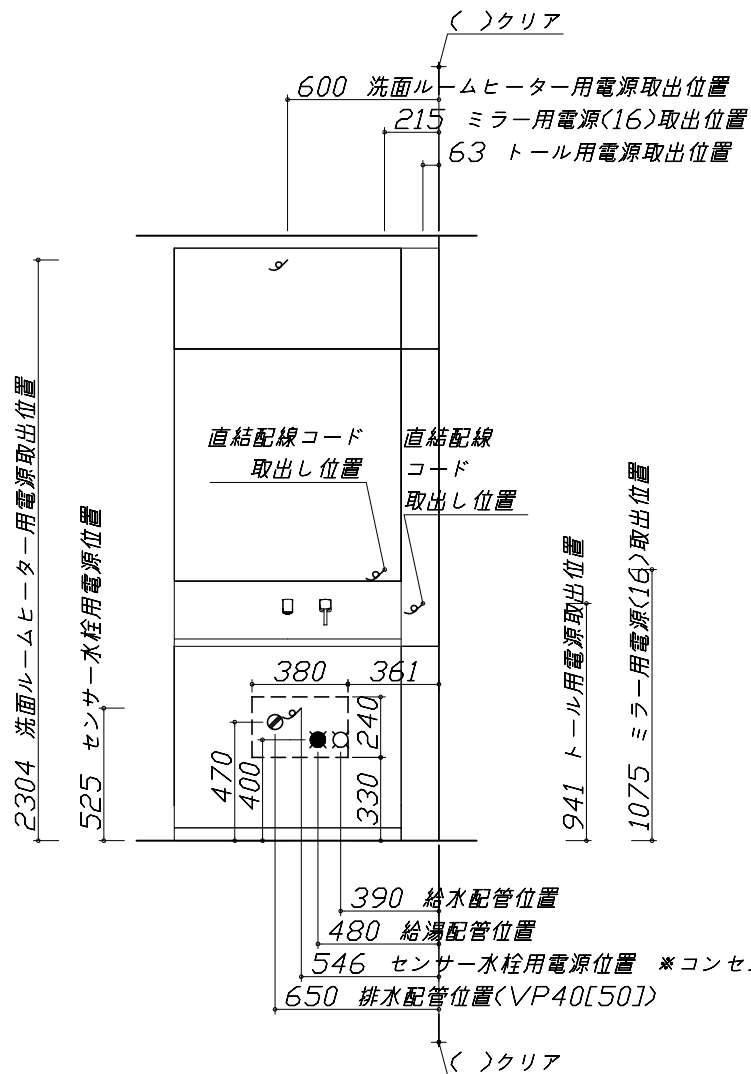 ( )クリア
600 洗面ルームヒーター用電源取出位置
215 ミラー用電源(16)取出位置
63 トール用電源取出位置
2304 洗面ルームヒーター用電源取出位置
525 センサー水栓用電源位置
直結配線コード
取出し位置
直結配線
コード
取出し位置
941 トール用電源取出位置
1075 ミラー用電源(16)取出位置
380
361
240
330
470
400
390 給水配管位置
480 給湯配管位置
546 センサー水栓用電源位置 ※コンセ
650 排水配管位置(VP40[50])
( )クリア